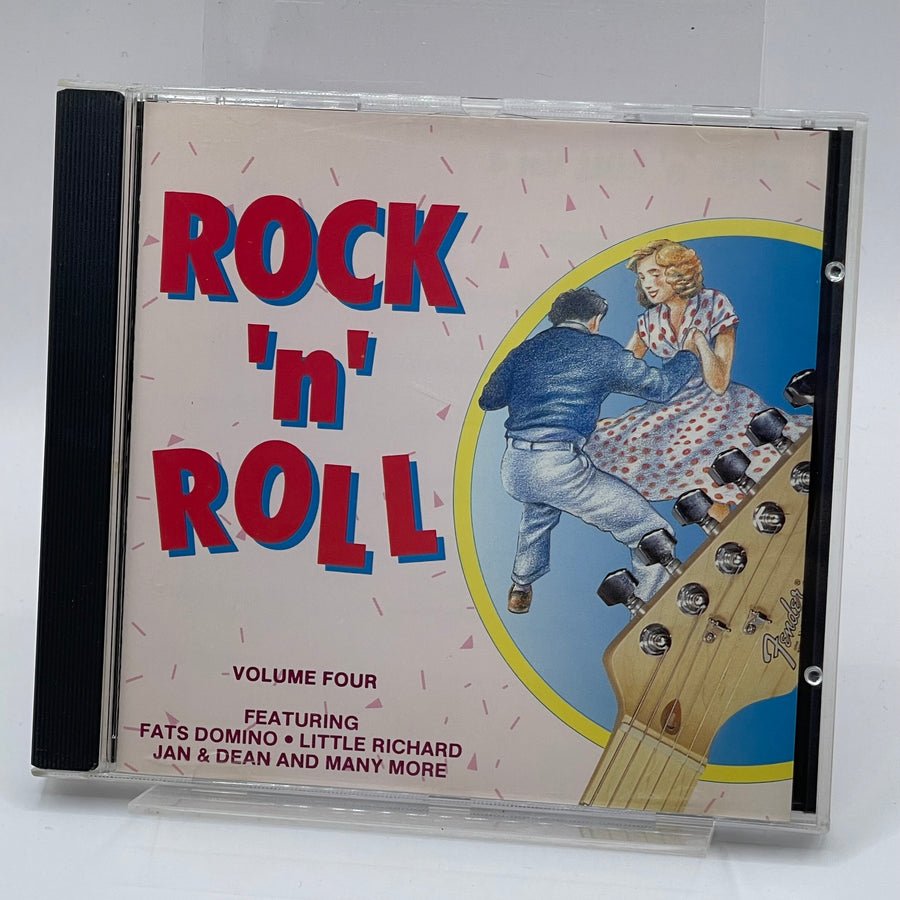 ROCK
'n'
ROLL
VOLUME FOUR
FEATURING
FATS DOMINO • LITTLE RICHARD
JAN & DEAN AND MANY MORE
Fender